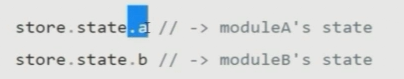 store.state.a // -> moduleA's state
store.state.b // -> moduleB's state